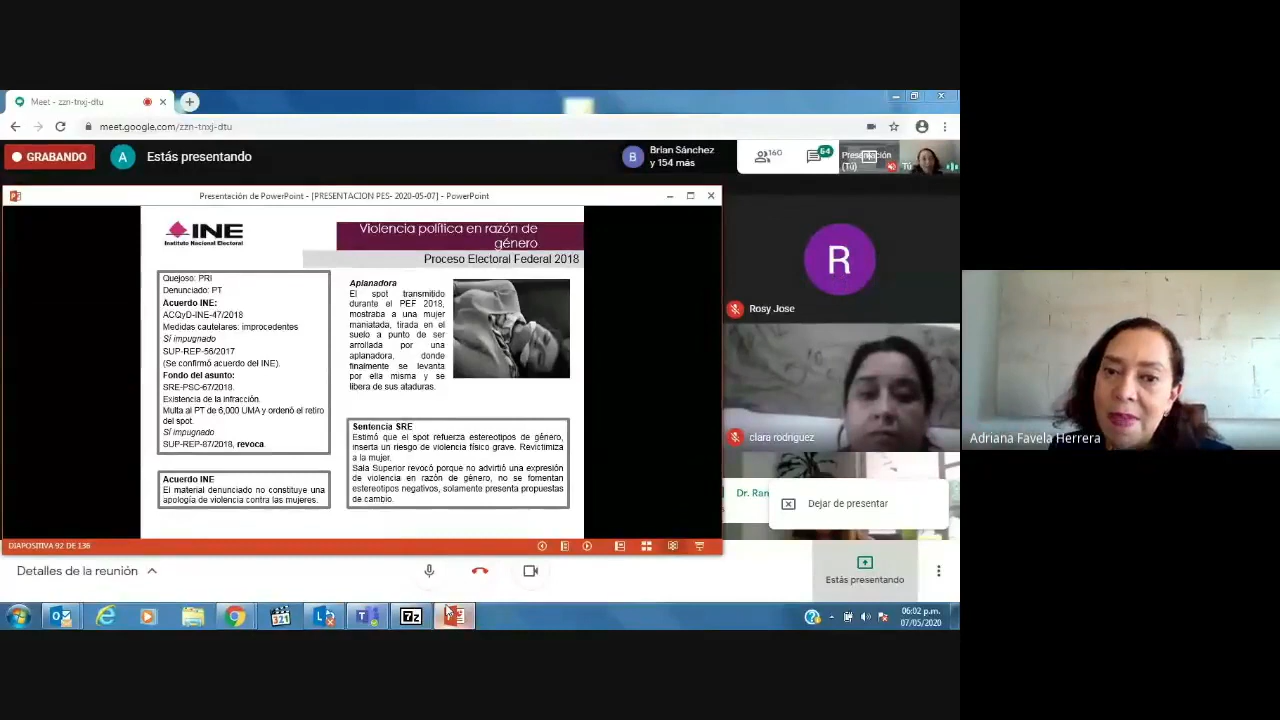 Meet - zzn-tnxj-dtu
meet.google.com/zzn-tnxj-dtu
GRABANDO
A
Estás presentando
B
Brian Sánchez
y 154 más
160
64
Presentación
(Tú)
Tú
Presentación de PowerPoint - [PRESENTACION PES- 2020-05-07] - PowerPoint
INE
Instituto Nacional Electoral
Violencia política en razón de
género
Proceso Electoral Federal 2018
Quejoso: PRI
Denunciado: PT
Acuerdo INE:
ACQyD-INE-47/2018
Medidas cautelares: improcedentes
Sí impugnado
SUP-REP-56/2017
(Se confirmó acuerdo del INE).
Fondo del asunto:
SRE-PSC-67/2018.
Existencia de la infracción.
Multa al PT de 6,000 UMA y ordenó el retiro
del spot.
Sí impugnado
SUP-REP-87/2018, revoca.
Acuerdo INE
El material denunciado no constituye una
apología de violencia contra las mujeres.
Aplanadora
El spot transmitido
durante el PEF 2018,
mostraba a una mujer
maniatada, tirada en el
suelo a punto de ser
arrollada por una
aplanadora, donde
finalmente se levanta
por ella misma y se
libera de sus ataduras.
Sentencia SRE
Estimó que el spot refuerza estereotipos de género,
inserta un riesgo de violencia físico grave. Revictimiza
a la mujer.
Sala Superior revocó porque no advirtió una expresión
de violencia en razón de género, no se fomentan
estereotipos negativos, solamente presenta propuestas
de cambio.
DIAPOSITIVA 92 DE 136
R
Rosy Jose
clara rodriguez
Dr. Ran
Dejar de presentar
Adriana Favela Herrera
Detalles de la reunión
Estás presentando
321
7z
06:02 p.m.
07/05/2020